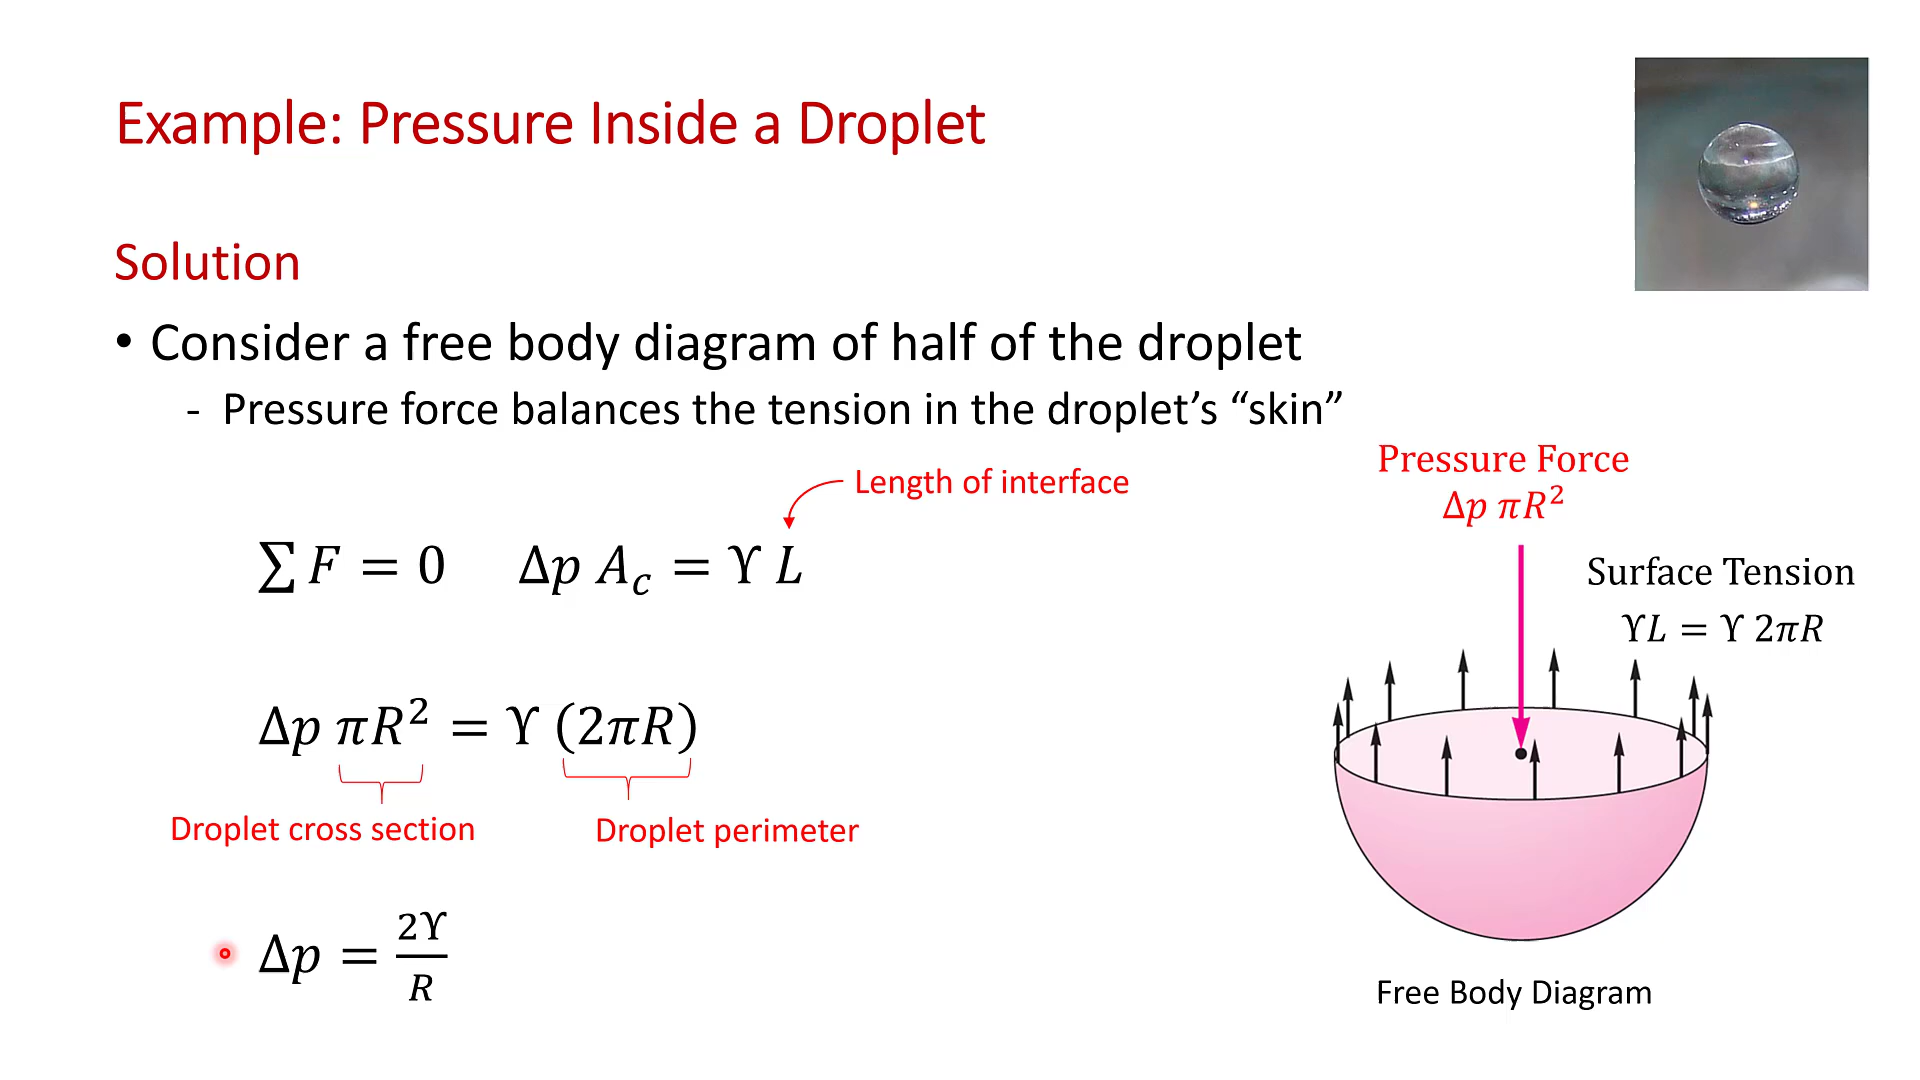 Example: Pressure Inside a Droplet
Solution
• Consider a free body diagram of half of the droplet
- Pressure force balances the tension in the droplet’s “skin”
Length of interface
∑ F = 0 Δp A_c = ϒ L
Δp πR² = ϒ (2πR)
Droplet cross section
Droplet perimeter
Δp = 2ϒ/R
Pressure Force
Δp πR²
Surface Tension
ϒL = ϒ 2πR
Free Body Diagram